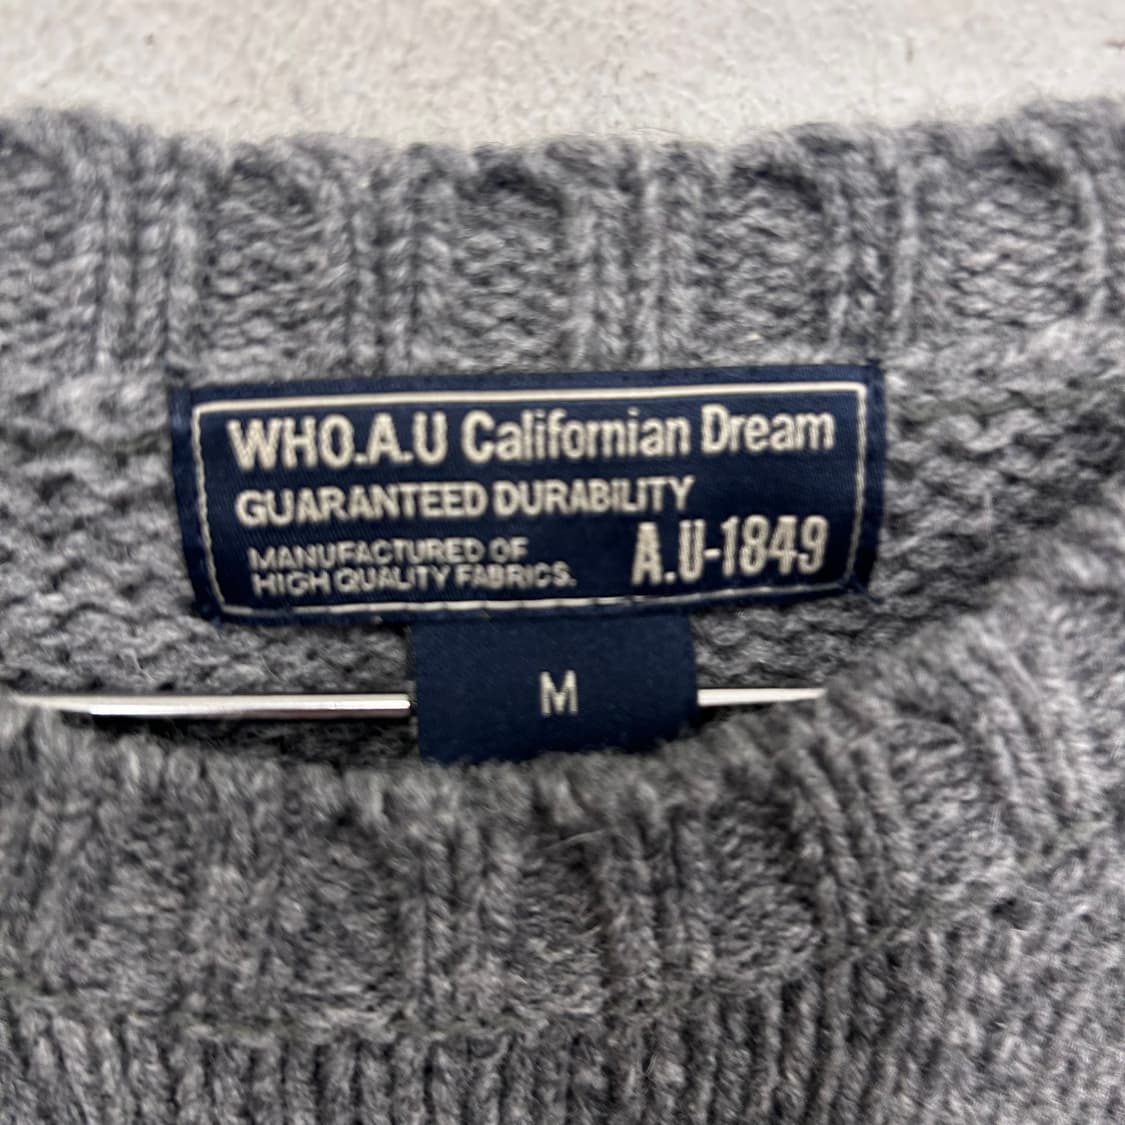 WHO.A.U Californian Dream
GUARANTEED DURABILITY
MANUFACTURED OF
HIGH QUALITY FABRICS.
A.U-1849
M